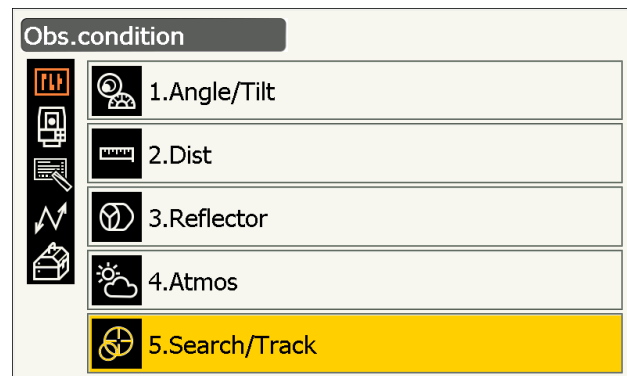 Obs.condition
1.Angle/Tilt
2.Dist
3.Reflector
4.Atmos
5.Search/Track